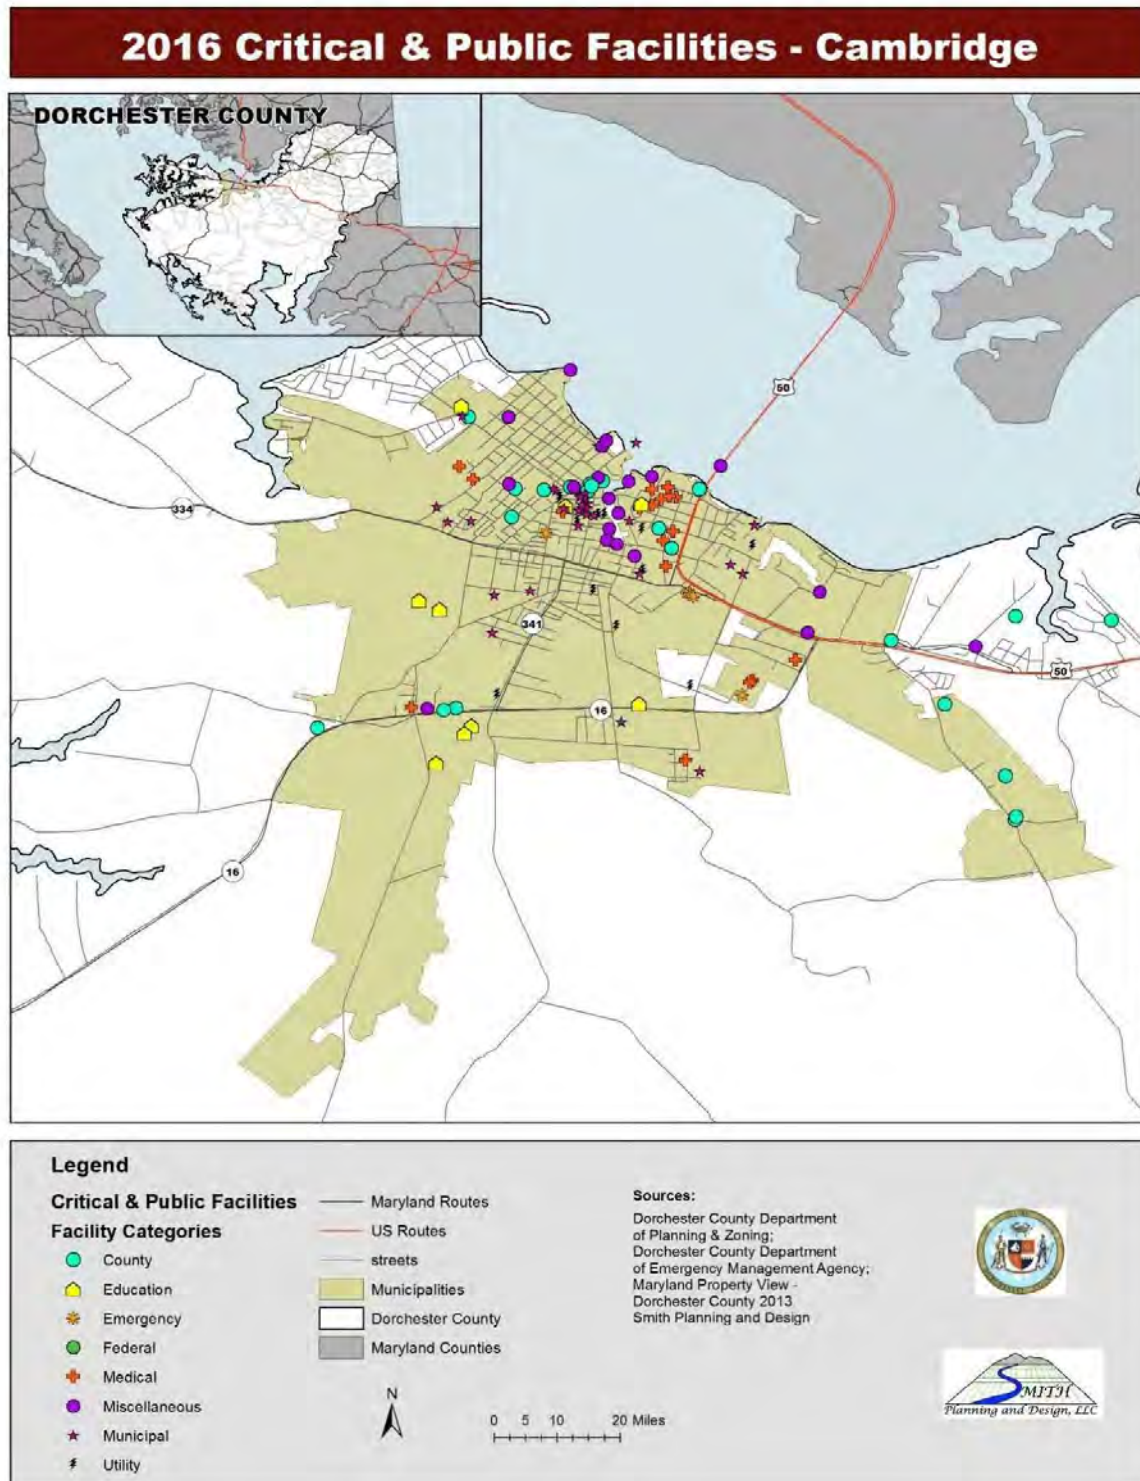 2016 Critical & Public Facilities - Cambridge
DORCHESTER COUNTY
50
334
341
50
16
16
Legend
Critical & Public Facilities
Facility Categories
County
Education
Emergency
Federal
Medical
Miscellaneous
Municipal
Utility
Maryland Routes
US Routes
streets
Municipalities
Dorchester County
Maryland Counties
N
0 5 10 20 Miles
Sources:
Dorchester County Department
of Planning & Zoning;
Dorchester County Department
of Emergency Management Agency;
Maryland Property View -
Dorchester County 2013
Smith Planning and Design
SMITH
Planning and Design, LLC